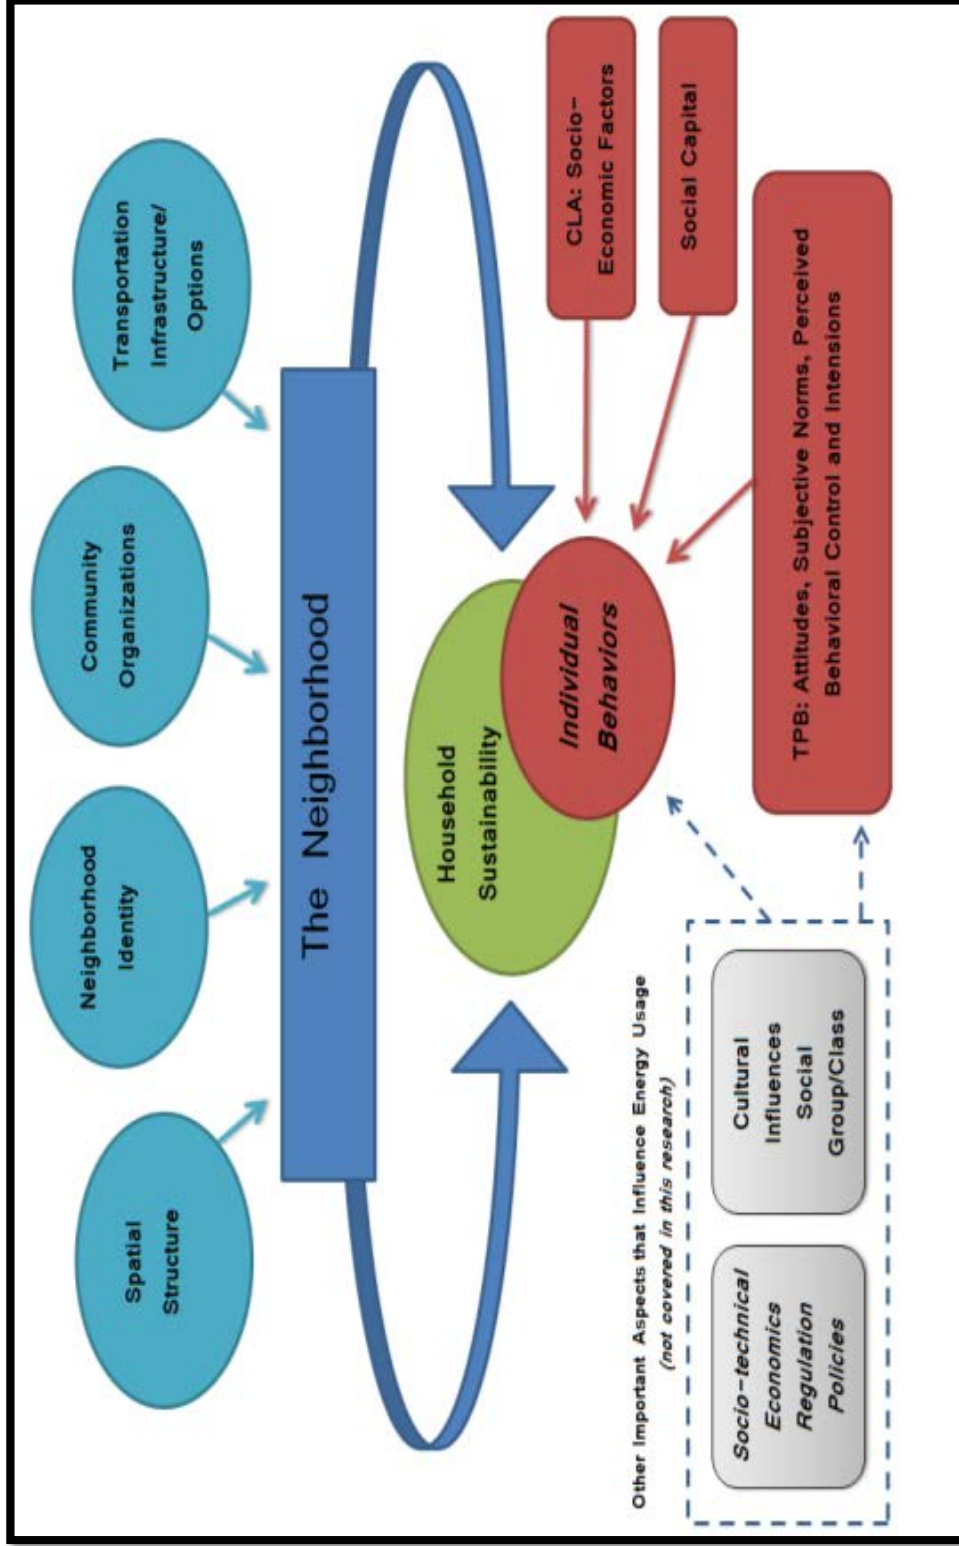 Spatial
Structure
Neighborhood
Identity
Community
Organizations
Transportation
Infrastructure/
Options
The Neighborhood
Household
Sustainability
Individual
Behaviors
CLA: Socio-
Economic Factors
Social Capital
TPB: Attitudes, Subjective Norms, Perceived
Behavioral Control and Intensions
Other Important Aspects that Influence Energy Usage
(not covered in this research)
Socio-technical
Economics
Regulation
Policies
Cultural
Influences
Social
Group/Class